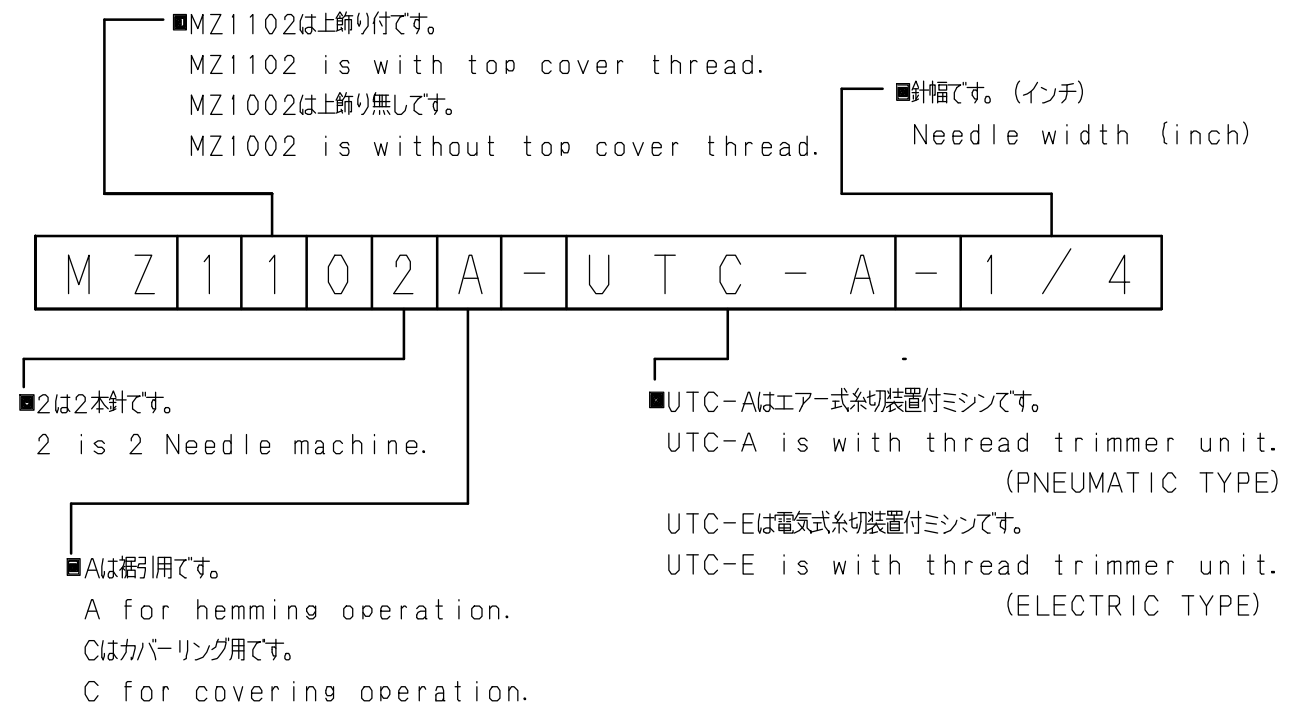 ■MZ1102は上飾り付です。
MZ1102 is with top cover thread.
MZ1002は上飾り無しです。
MZ1002 is without top cover thread.
■針幅です。(インチ)
Needle width (inch)
MZ1102A-UTC-A-1/4
■2は2本針です。
2 is 2 Needle machine.
■Aは裾引用です。
A for hemming operation.
Cはカバーリング用です。
C for covering operation.
■UTC-Aはエアー式糸切装置付ミシンです。
UTC-A is with thread trimmer unit.
(PNEUMATIC TYPE)
UTC-Eは電気式糸切装置付ミシンです。
UTC-E is with thread trimmer unit.
(ELECTRIC TYPE)